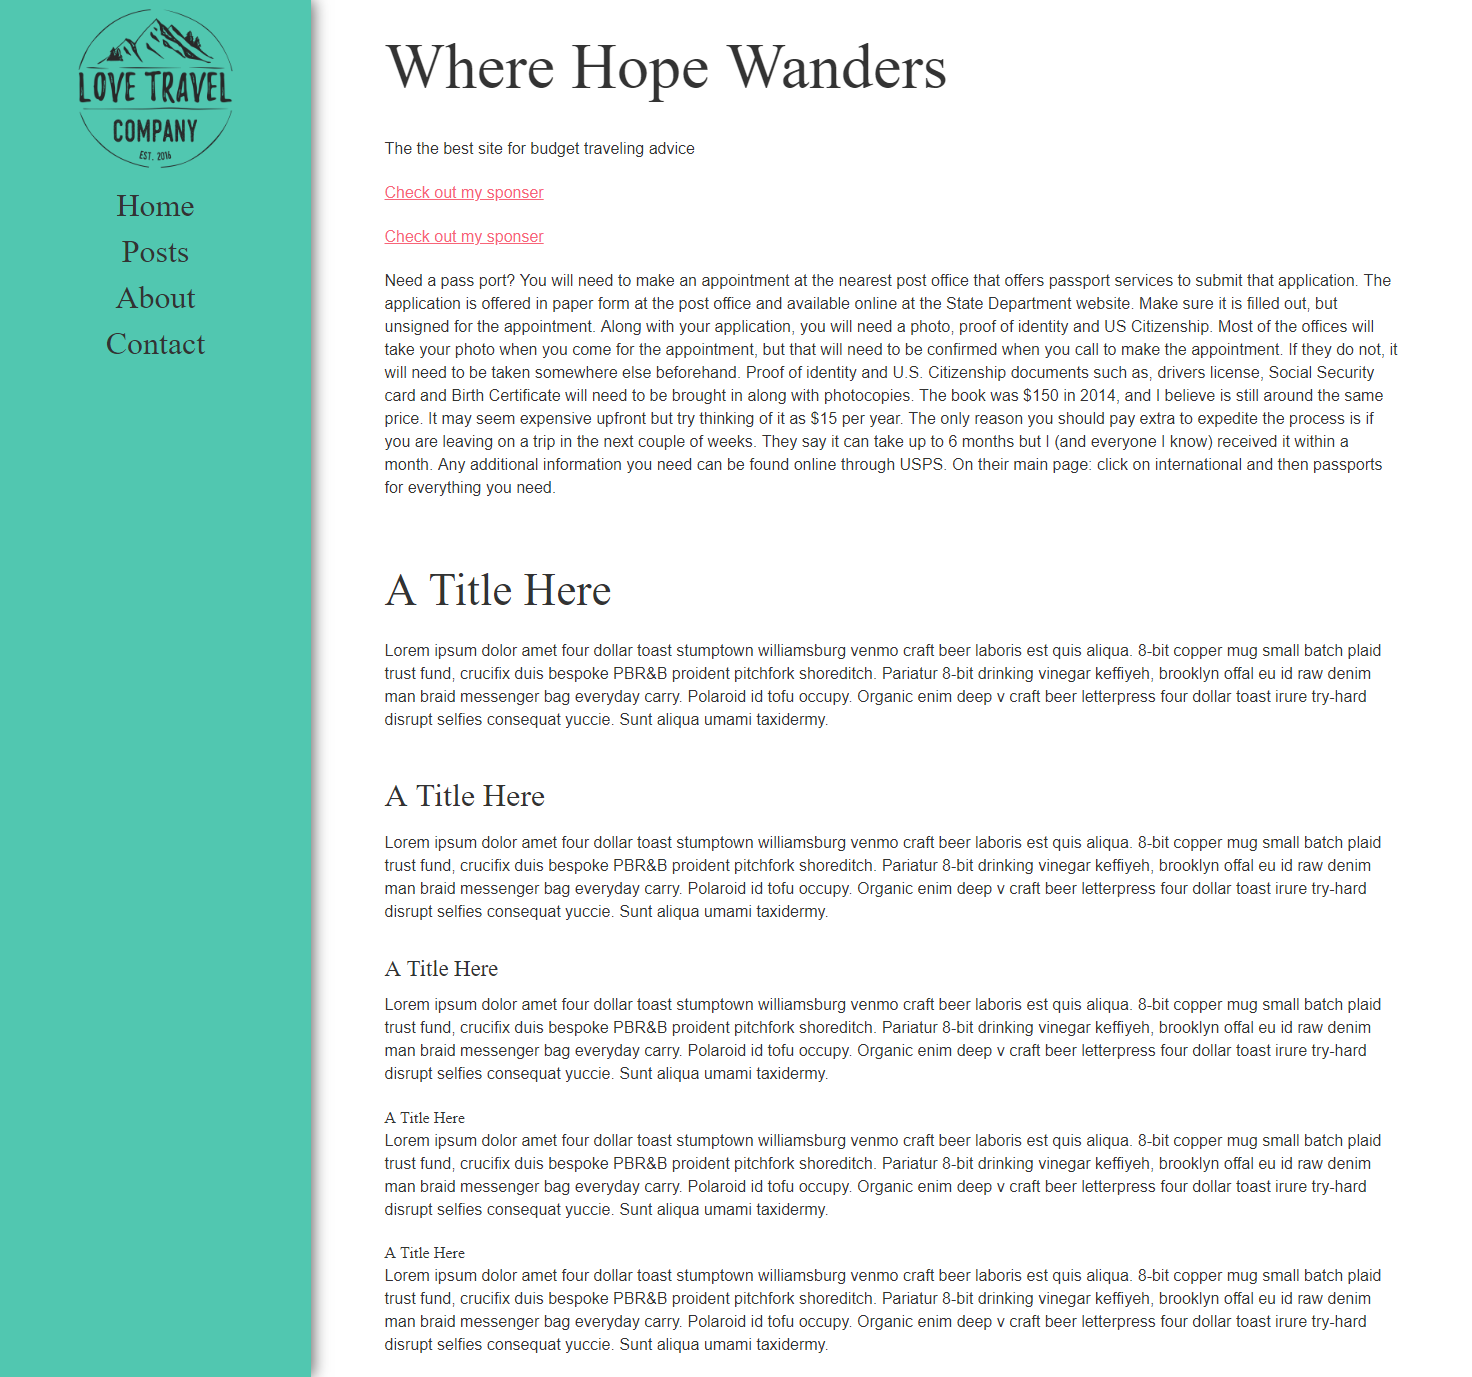 LOVE TRAVEL
COMPANY
EST. 2016
Home
Posts
About
Contact
Where Hope Wanders
The the best site for budget traveling advice
Check out my sponser
Check out my sponser
Need a pass port? You will need to make an appointment at the nearest post office that offers passport services to submit that application. The
application is offered in paper form at the post office and available online at the State Department website. Make sure it is filled out, but
unsigned for the appointment. Along with your application, you will need a photo, proof of identity and US Citizenship. Most of the offices will
take your photo when you come for the appointment, but that will need to be confirmed when you call to make the appointment. If they do not, it
will need to be taken somewhere else beforehand. Proof of identity and U.S. Citizenship documents such as, drivers license, Social Security
card and Birth Certificate will need to be brought in along with photocopies. The book was $150 in 2014, and I believe is still around the same
price. It may seem expensive upfront but try thinking of it as $15 per year. The only reason you should pay extra to expedite the process is if
you are leaving on a trip in the next couple of weeks. They say it can take up to 6 months but I (and everyone I know) received it within a
month. Any additional information you need can be found online through USPS. On their main page: click on international and then passports
for everything you need.
A Title Here
Lorem ipsum dolor amet four dollar toast stumptown williamsburg venmo craft beer laboris est quis aliqua. 8-bit copper mug small batch plaid
trust fund, crucifix duis bespoke PBR&B proident pitchfork shoreditch. Pariatur 8-bit drinking vinegar keffiyeh, brooklyn offal eu id raw denim
man braid messenger bag everyday carry. Polaroid id tofu occupy. Organic enim deep v craft beer letterpress four dollar toast irure try-hard
disrupt selfies consequat yuccie. Sunt aliqua umami taxidermy.
A Title Here
Lorem ipsum dolor amet four dollar toast stumptown williamsburg venmo craft beer laboris est quis aliqua. 8-bit copper mug small batch plaid
trust fund, crucifix duis bespoke PBR&B proident pitchfork shoreditch. Pariatur 8-bit drinking vinegar keffiyeh, brooklyn offal eu id raw denim
man braid messenger bag everyday carry. Polaroid id tofu occupy. Organic enim deep v craft beer letterpress four dollar toast irure try-hard
disrupt selfies consequat yuccie. Sunt aliqua umami taxidermy.
A Title Here
Lorem ipsum dolor amet four dollar toast stumptown williamsburg venmo craft beer laboris est quis aliqua. 8-bit copper mug small batch plaid
trust fund, crucifix duis bespoke PBR&B proident pitchfork shoreditch. Pariatur 8-bit drinking vinegar keffiyeh, brooklyn offal eu id raw denim
man braid messenger bag everyday carry. Polaroid id tofu occupy. Organic enim deep v craft beer letterpress four dollar toast irure try-hard
disrupt selfies consequat yuccie. Sunt aliqua umami taxidermy.
A Title Here
Lorem ipsum dolor amet four dollar toast stumptown williamsburg venmo craft beer laboris est quis aliqua. 8-bit copper mug small batch plaid
trust fund, crucifix duis bespoke PBR&B proident pitchfork shoreditch. Pariatur 8-bit drinking vinegar keffiyeh, brooklyn offal eu id raw denim
man braid messenger bag everyday carry. Polaroid id tofu occupy. Organic enim deep v craft beer letterpress four dollar toast irure try-hard
disrupt selfies consequat yuccie. Sunt aliqua umami taxidermy.
A Title Here
Lorem ipsum dolor amet four dollar toast stumptown williamsburg venmo craft beer laboris est quis aliqua. 8-bit copper mug small batch plaid
trust fund, crucifix duis bespoke PBR&B proident pitchfork shoreditch. Pariatur 8-bit drinking vinegar keffiyeh, brooklyn offal eu id raw denim
man braid messenger bag everyday carry. Polaroid id tofu occupy. Organic enim deep v craft beer letterpress four dollar toast irure try-hard
disrupt selfies consequat yuccie. Sunt aliqua umami taxidermy.